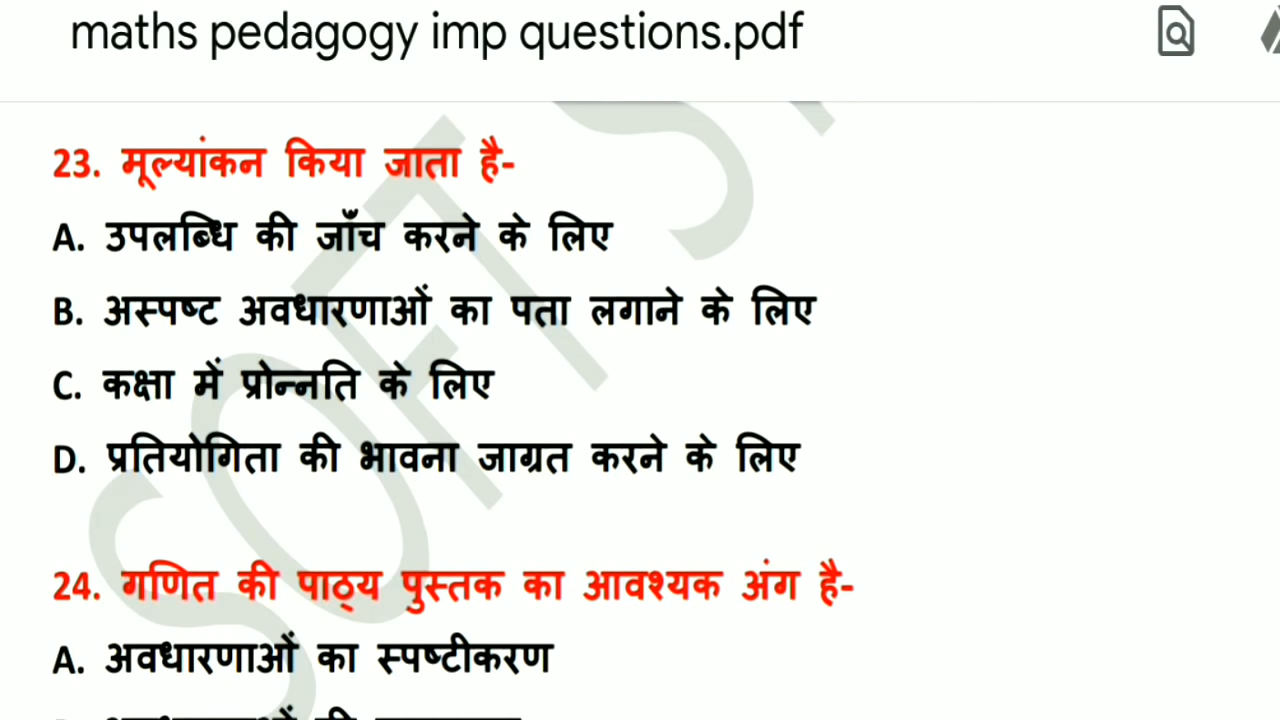 maths pedagogy imp questions.pdf
23. मूल्यांकन किया जाता है-
A. उपलब्धि की जाँच करने के लिए
B. अस्पष्ट अवधारणाओं का पता लगाने के लिए
C. कक्षा में प्रोन्नति के लिए
D. प्रतियोगिता की भावना जाग्रत करने के लिए
24. गणित की पाठ्य पुस्तक का आवश्यक अंग है-
A. अवधारणाओं का स्पष्टीकरण